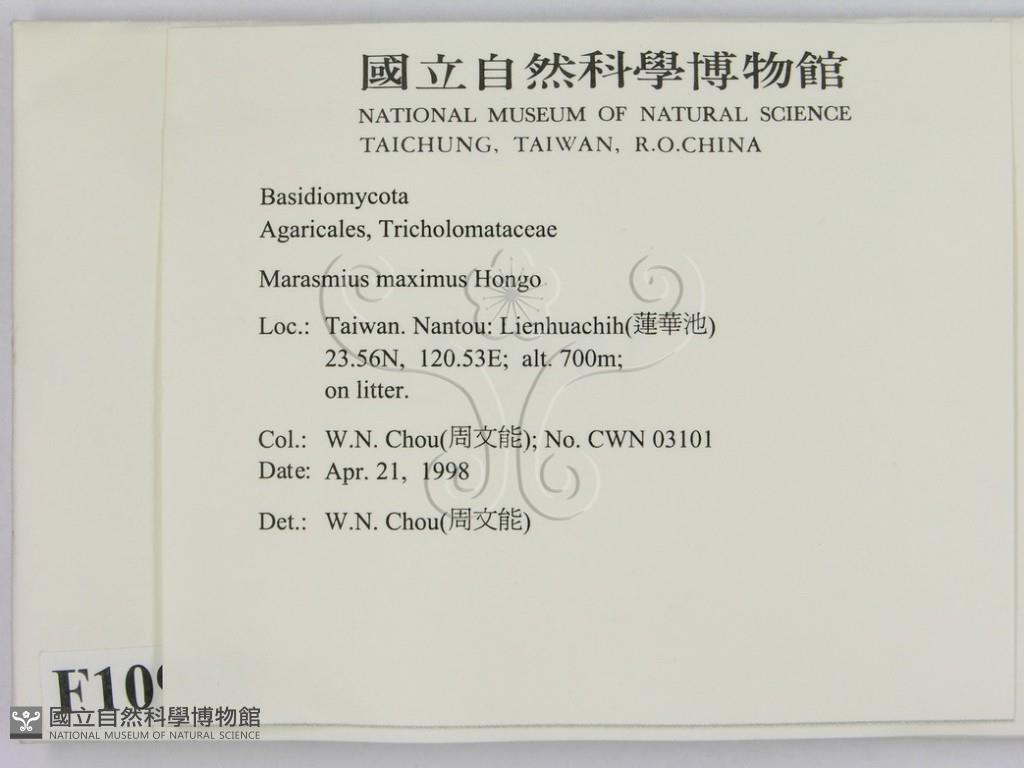 國立自然科學博物館
NATIONAL MUSEUM OF NATURAL SCIENCE
TAICHUNG, TAIWAN, R.O.CHINA
Basidiomycota
Agaricales, Tricholomataceae
Marasmius maximus Hongo
Loc.: Taiwan. Nantou: Lienhuachih(蓮華池)
23.56N, 120.53E; alt. 700m;
on litter.
Col.: W.N. Chou(周文能); No. CWN 03101
Date: Apr. 21, 1998
Det.: W.N. Chou(周文能)
國立自然科學博物館
NATIONAL MUSEUM OF NATURAL SCIENCE